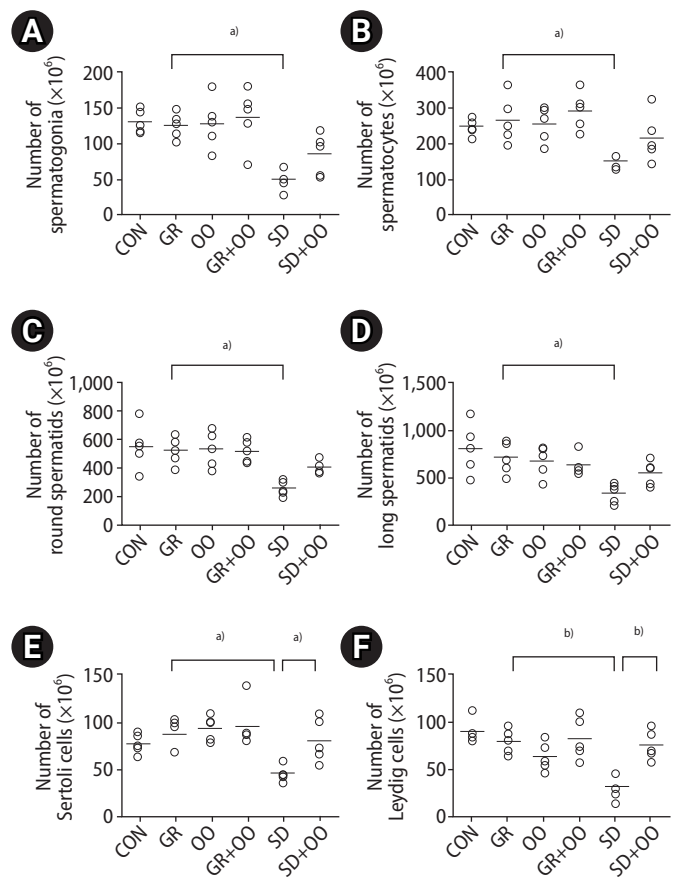 A
a)
Number of
spermatogonia (×10⁶)
200
150
100
50
0
CON
GR
OO
GR+OO
SD
SD+OO
B
a)
Number of
spermatocytes (×10⁶)
400
300
200
100
0
CON
GR
OO
GR+OO
SD
SD+OO
C
a)
Number of
round spermatids (×10⁶)
1,000
800
600
400
200
0
CON
GR
OO
GR+OO
SD
SD+OO
D
a)
Number of
long spermatids (×10⁶)
1,500
1,000
500
0
CON
GR
OO
GR+OO
SD
SD+OO
E
a)
a)
Number of
Sertoli cells (×10⁶)
150
100
50
0
CON
GR
OO
GR+OO
SD
SD+OO
F
b)
b)
Number of
Leydig cells (×10⁶)
150
100
50
0
CON
GR
OO
GR+OO
SD
SD+OO